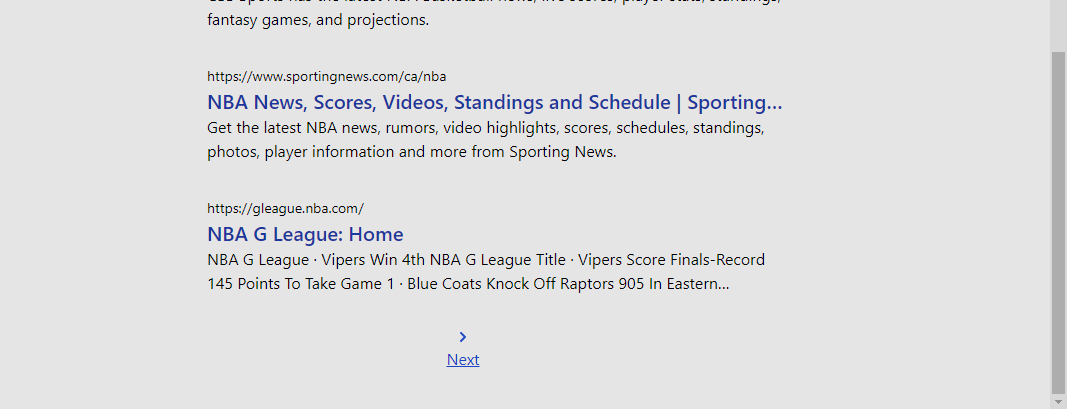 fantasy games, and projections.
https://www.sportingnews.com/ca/nba
NBA News, Scores, Videos, Standings and Schedule | Sporting...
Get the latest NBA news, rumors, video highlights, scores, schedules, standings,
photos, player information and more from Sporting News.
https://gleague.nba.com/
NBA G League: Home
NBA G League · Vipers Win 4th NBA G League Title · Vipers Score Finals-Record
145 Points To Take Game 1 · Blue Coats Knock Off Raptors 905 In Eastern...
Next